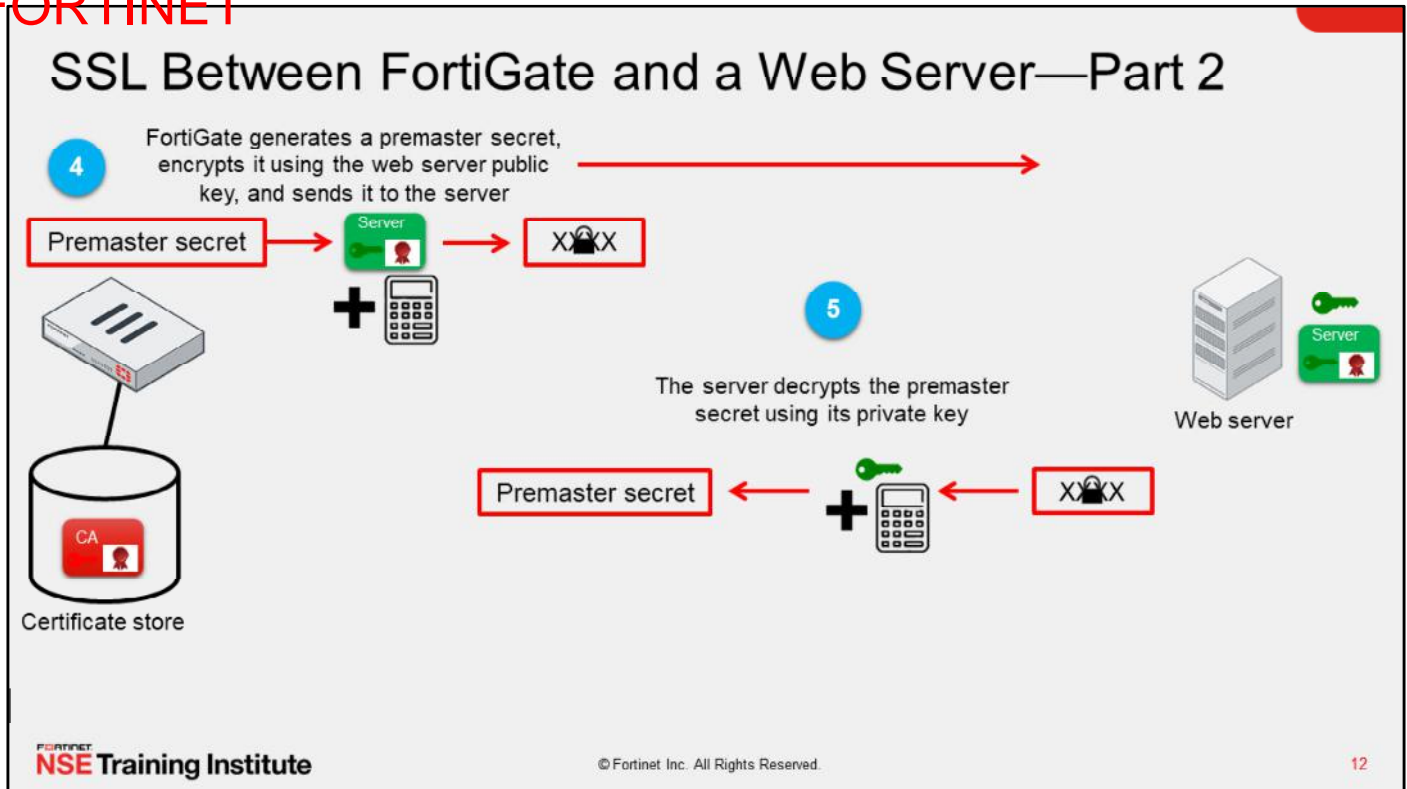 FORTINET
SSL Between FortiGate and a Web Server—Part 2
4
FortiGate generates a premaster secret,
encrypts it using the web server public
key, and sends it to the server
Premaster secret
Server
XXXX
5
The server decrypts the premaster
secret using its private key
Server
Web server
Premaster secret
XXXX
CA
Certificate store
FORTINET
NSE Training Institute
© Fortinet Inc. All Rights Reserved.
12